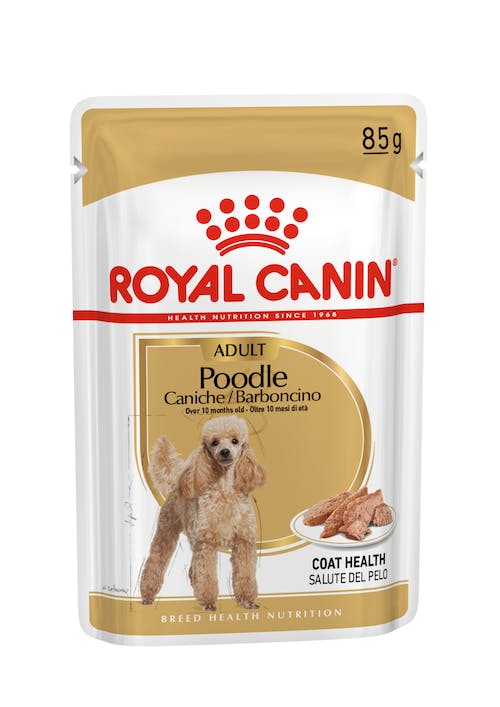 85g
ROYAL CANIN®
HEALTH NUTRITION SINCE 1968
ADULT
Poodle
Caniche/Barboncino
Over 10 months old - Oltre 10 mesi di età
COAT HEALTH
SALUTE DEL PELO
BREED HEALTH NUTRITION